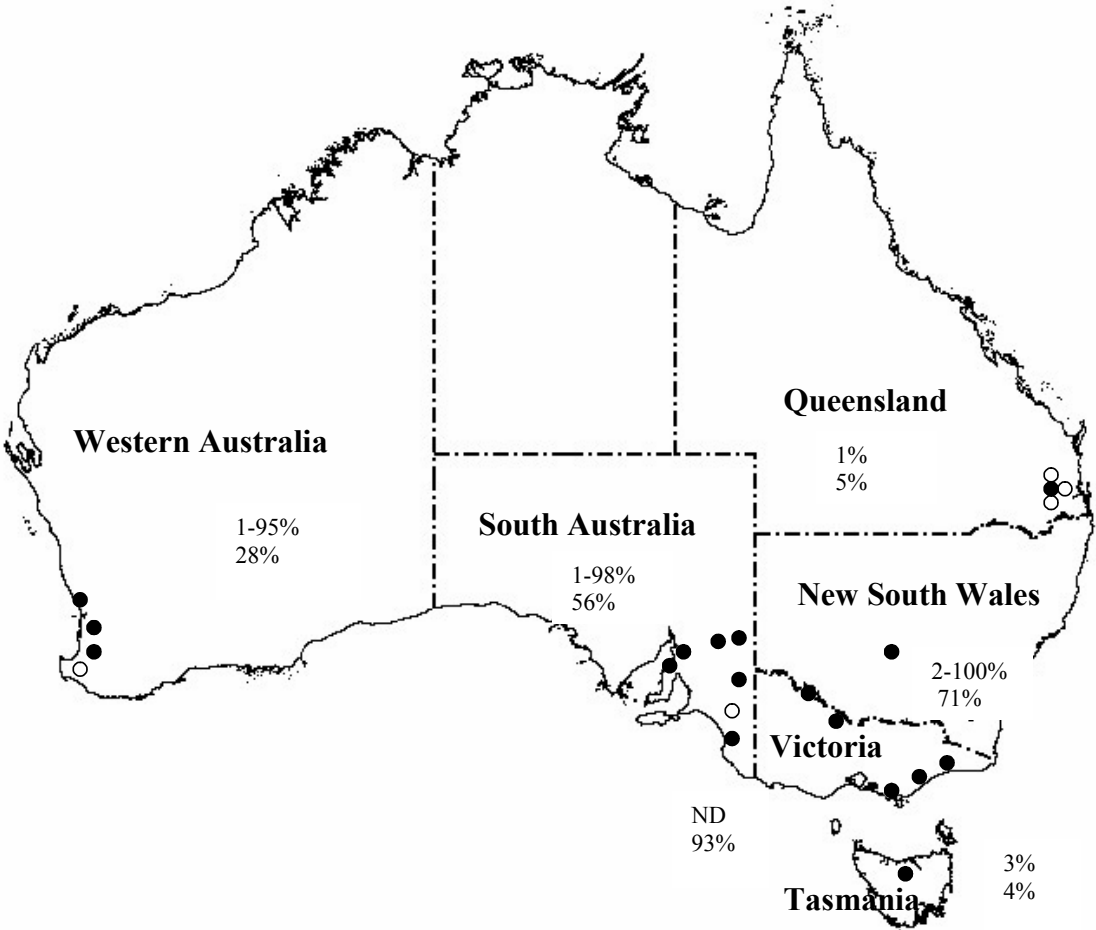 Queensland
1%
5%
Western Australia
1-95%
28%
South Australia
1-98%
56%
New South Wales
2-100%
71%
Victoria
ND
93%
Tasmania
3%
4%